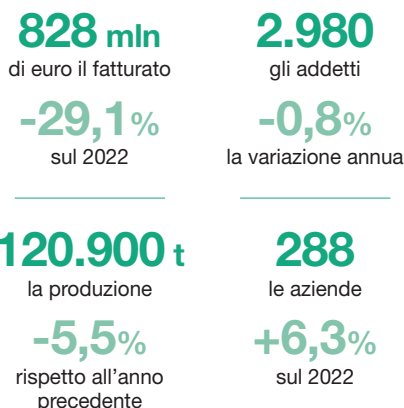 828 mln
di euro il fatturato
-29,1%
sul 2022
2.980
gli addetti
-0,8%
la variazione annua
120.900 t
la produzione
-5,5%
rispetto all’anno
precedente
288
le aziende
+6,3%
sul 2022